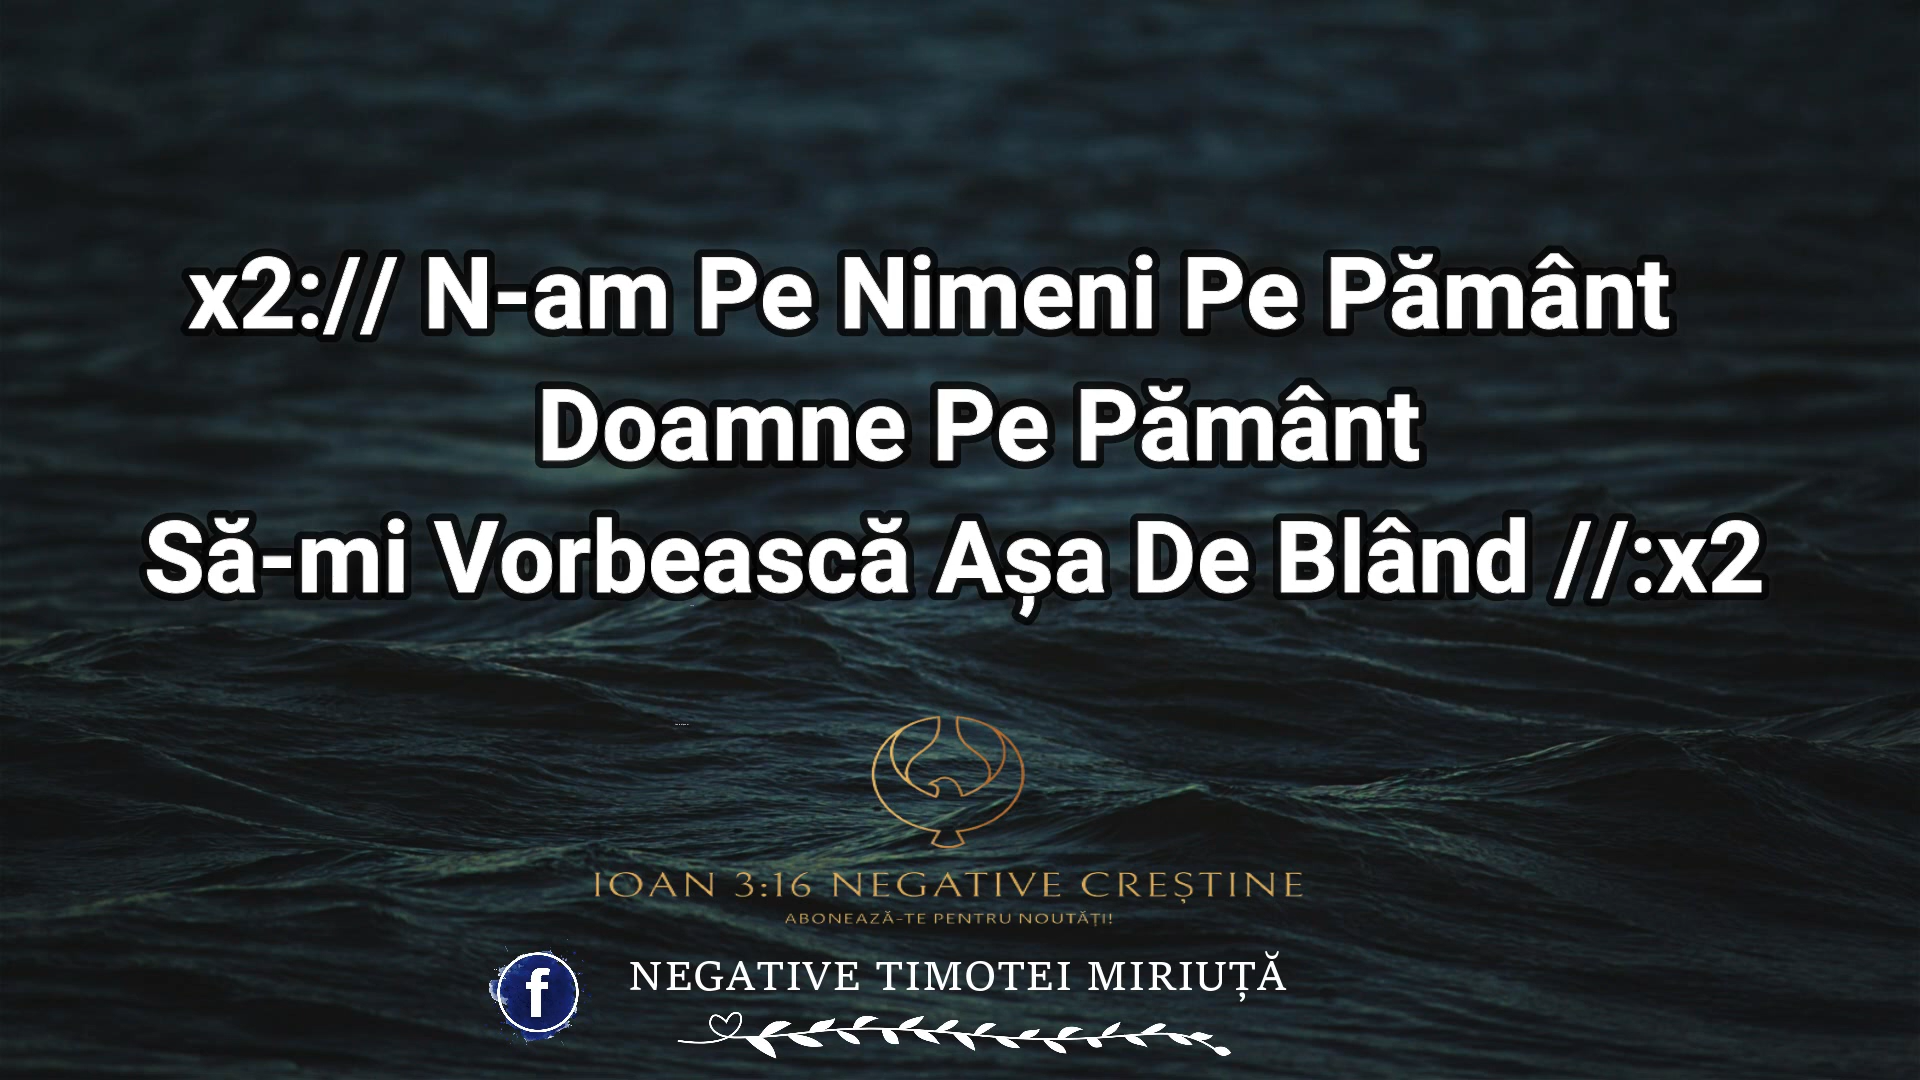 x2:// N-am Pe Nimeni Pe Pământ
Doamne Pe Pământ
Să-mi Vorbească Așa De Blând //:x2
IOAN 3:16 NEGATIVE CREȘTINE
ABONEAZĂ-TE PENTRU NOUTĂȚI!
f
NEGATIVE TIMOTEI MIRIUȚĂ